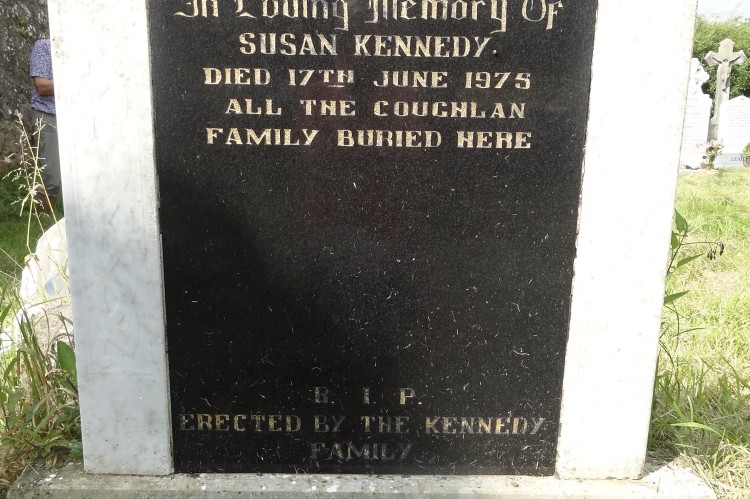 In Loving Memory Of
SUSAN KENNEDY.
DIED 17TH JUNE 1975
ALL THE COUGHLAN
FAMILY BURIED HERE
R. I. P.
ERECTED BY THE KENNEDY
FAMILY